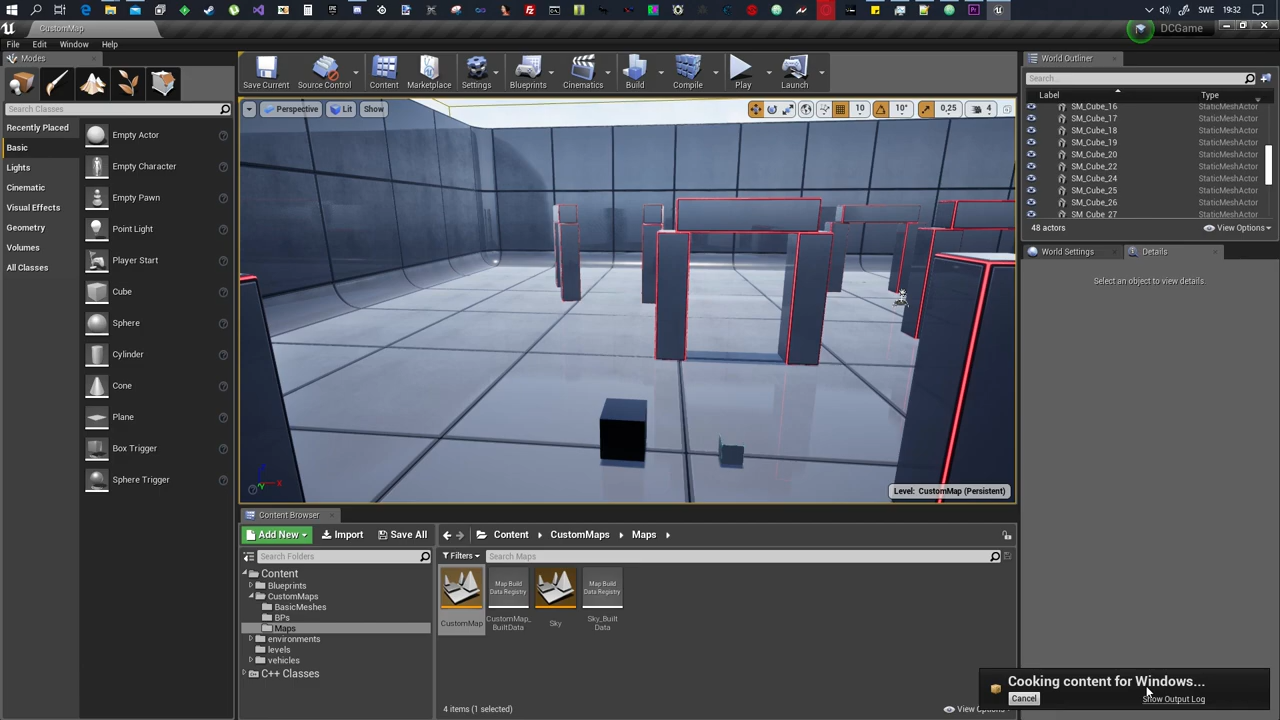 SWE
19:32
CustomMap
DCGame
File Edit Window Help
Modes
Save Current
Source Control
Content
Marketplace
Settings
Blueprints
Cinematics
Build
Compile
Play
Launch
Search Classes
Recently Placed
Basic
Lights
Cinematic
Visual Effects
Geometry
Volumes
All Classes
Empty Actor
Empty Character
Empty Pawn
Point Light
Player Start
Cube
Sphere
Cylinder
Cone
Plane
Box Trigger
Sphere Trigger
Perspective
Lit
Show
10
10°
0,25
4
Level: CustomMap (Persistent)
World Outliner
Search...
Label Type
SM_Cube_16 StaticMeshActor
SM_Cube_17 StaticMeshActor
SM_Cube_18 StaticMeshActor
SM_Cube_19 StaticMeshActor
SM_Cube_20 StaticMeshActor
SM_Cube_22 StaticMeshActor
SM_Cube_24 StaticMeshActor
SM_Cube_25 StaticMeshActor
SM_Cube_26 StaticMeshActor
SM_Cube_27 StaticMeshActor
48 actors
View Options
World Settings
Details
Select an object to view details.
Content Browser
Add New
Import
Save All
Content
CustomMaps
Maps
Search Folders
Filters
Search Maps
Content
Blueprints
CustomMaps
BasicMeshes
BPs
Maps
environments
levels
vehicles
C++ Classes
CustomMap
Map Build
Data Registry
CustomMap_
BuiltData
Sky
Map Build
Data Registry
Sky_Built
Data
4 items (1 selected)
View
Cooking content for Windows...
Cancel
Show Output Log